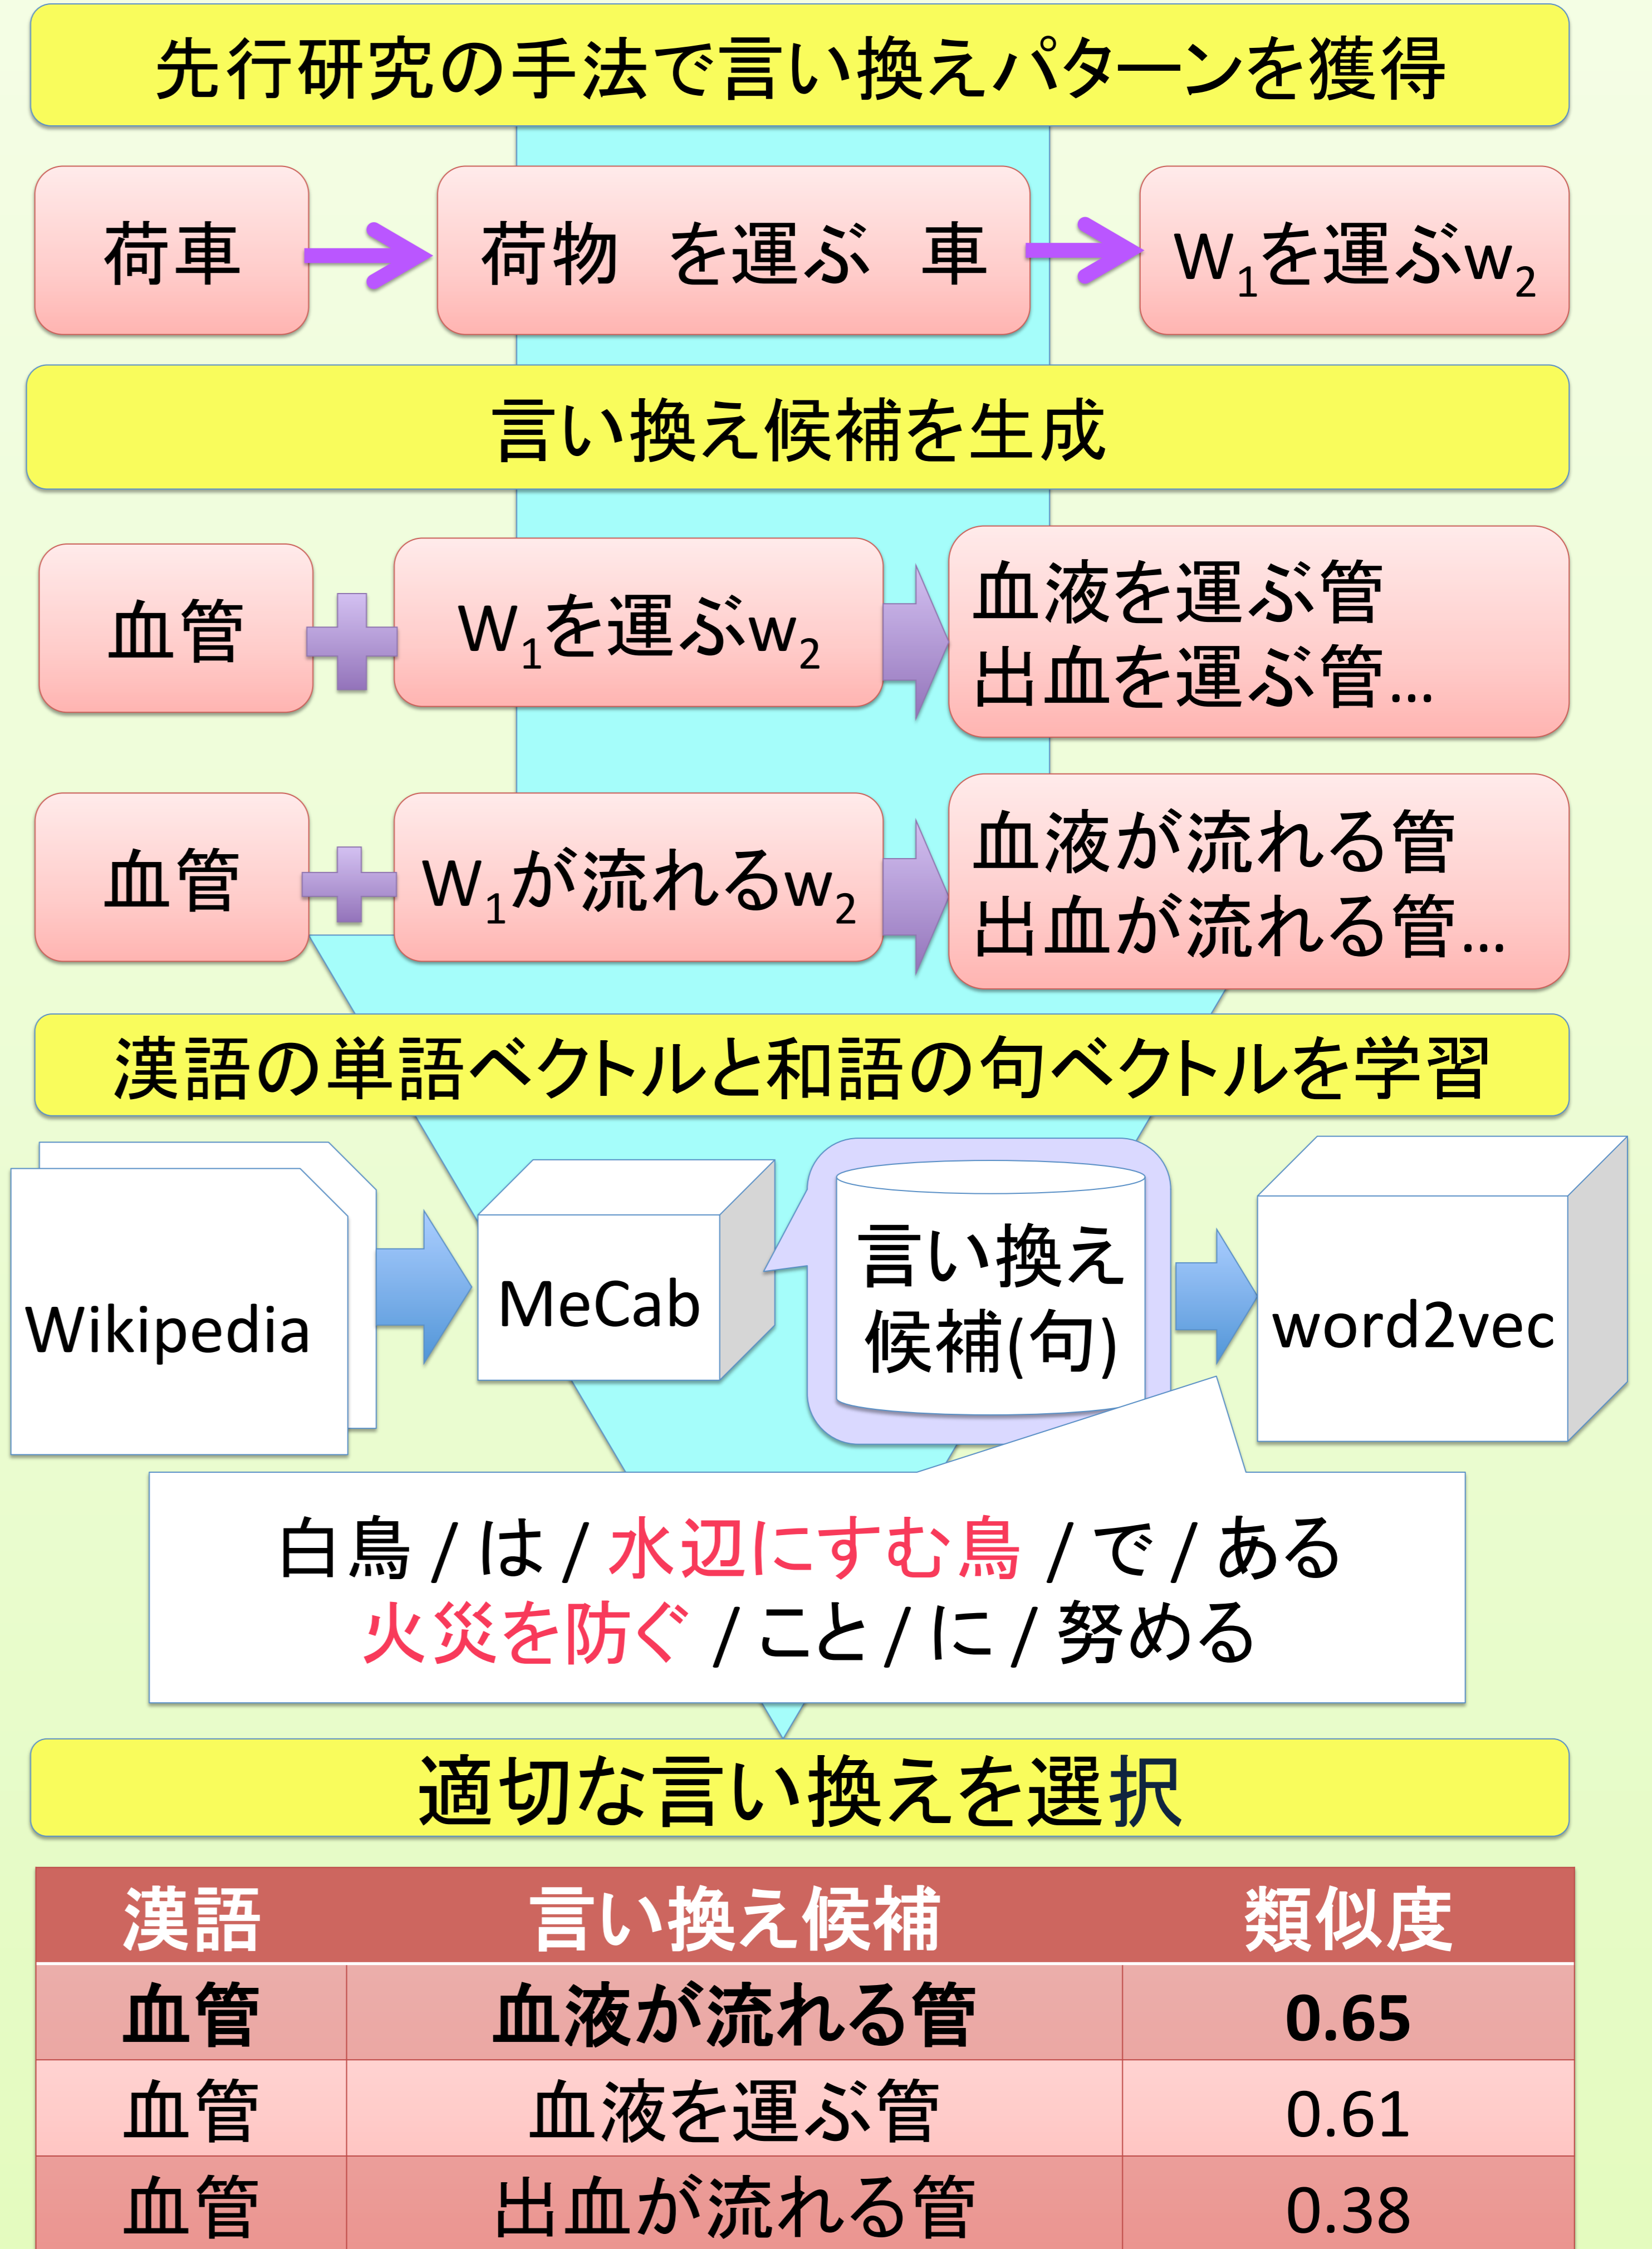 先行研究の手法で言い換えパターンを獲得
荷車
荷物 を運ぶ 車
W₁を運ぶw₂
言い換え候補を生成
血管
W₁を運ぶw₂
血液を運ぶ管
出血を運ぶ管…
血管
W₁が流れるw₂
血液が流れる管
出血が流れる管…
漢語の単語ベクトルと和語の句ベクトルを学習
Wikipedia
MeCab
言い換え
候補(句)
word2vec
白鳥 / は / 水辺にすむ鳥 / で / ある
火災を防ぐ / こと / に / 努める
適切な言い換えを選択
漢語 言い換え候補 類似度
血管 血液が流れる管 0.65
血管 血液を運ぶ管 0.61
血管 出血が流れる管 0.38